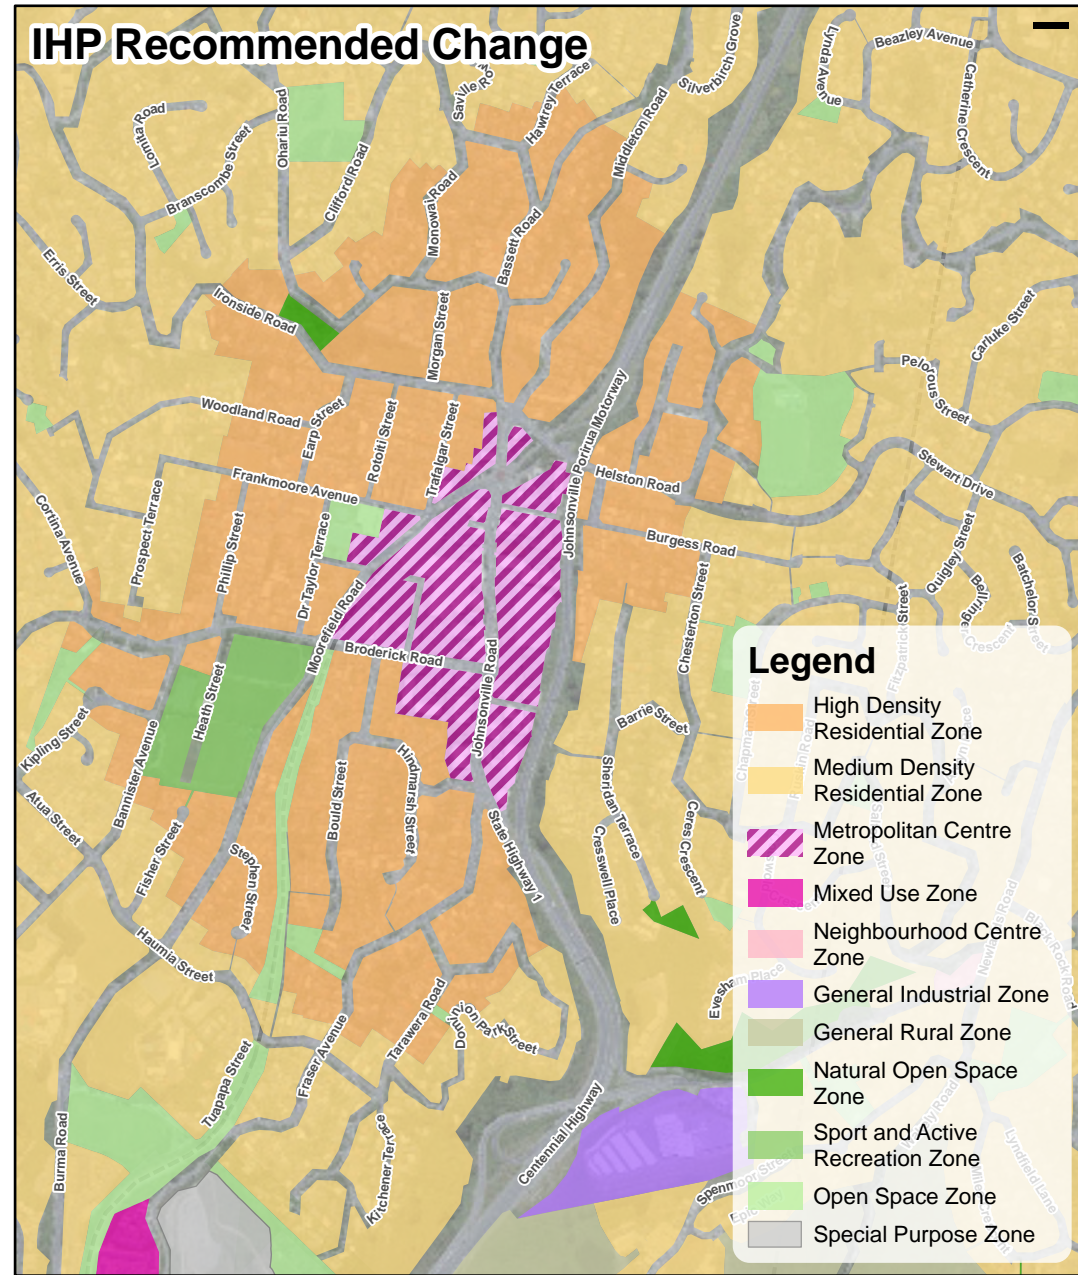 IHP Recommended Change
Silverbirch Grove
Lynda Avenue
Beazley Avenue
Catherine Crescent
Hawtrey Terrace
Middleton Road
Lomita Road
Branscombe Street
Ohariu Road
Clifford Road
Monowai Road
Bassett Road
Erris Street
Ironside Road
Morgan Street
Carluke Street
Pelorous Street
Woodland Road
Earp Street
Rotoiti Street
Trafalgar Street
Johnsonville Porirua Motorway
Helston Road
Stewart Drive
Frankmoore Avenue
Cortina Avenue
Prospect Terrace
Phillip Street
Dr Taylor Terrace
Burgess Road
Quigley Street
Batchelor Street
Chesterton Street
Fitzpatrick Street
Moorefield Road
Broderick Road
Johnsonville Road
Heath Street
Kipling Street
Bannister Avenue
Barrie Street
Atua Street
Fisher Street
Stephen Street
Bould Street
Hindmarsh Street
State Highway 1
Sheridan Terrace
Cresswell Place
Ceres Crescent
Haumia Street
Evesham Place
Tarawera Road
Fraser Avenue
Tuapapa Street
Burma Road
Kitchener Terrace
Centennial Highway
Spenmoor Street
Black Rock Road
Lyndfield Lane
Legend
High Density
Residential Zone
Medium Density
Residential Zone
Metropolitan Centre
Zone
Mixed Use Zone
Neighbourhood Centre
Zone
General Industrial Zone
General Rural Zone
Natural Open Space
Zone
Sport and Active
Recreation Zone
Open Space Zone
Special Purpose Zone